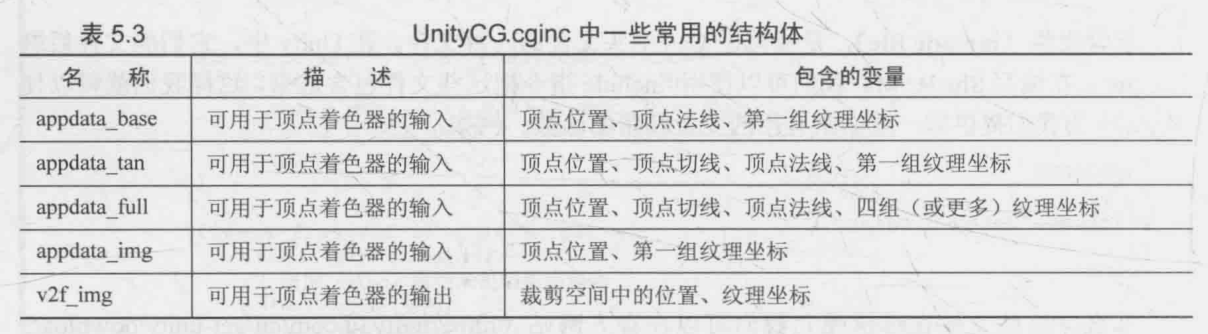 表 5.3 UnityCG.cginc 中一些常用的结构体
名 称 描 述 包含的变量
appdata_base 可用于顶点着色器的输入 顶点位置、顶点法线、第一组纹理坐标
appdata_tan 可用于顶点着色器的输入 顶点位置、顶点切线、顶点法线、第一组纹理坐标
appdata_full 可用于顶点着色器的输入 顶点位置、顶点切线、顶点法线、四组（或更多）纹理坐标
appdata_img 可用于顶点着色器的输入 顶点位置、第一组纹理坐标
v2f_img 可用于顶点着色器的输出 裁剪空间中的位置、纹理坐标